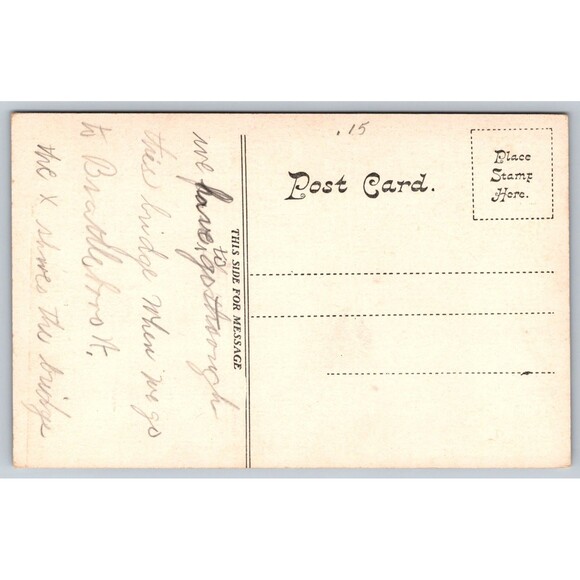 .15
Post Card.
Place
Stamp
Here.
THIS SIDE FOR MESSAGE
we have to go through
this bridge when we go
to Brattleboro Vt.
the X shows the bridge